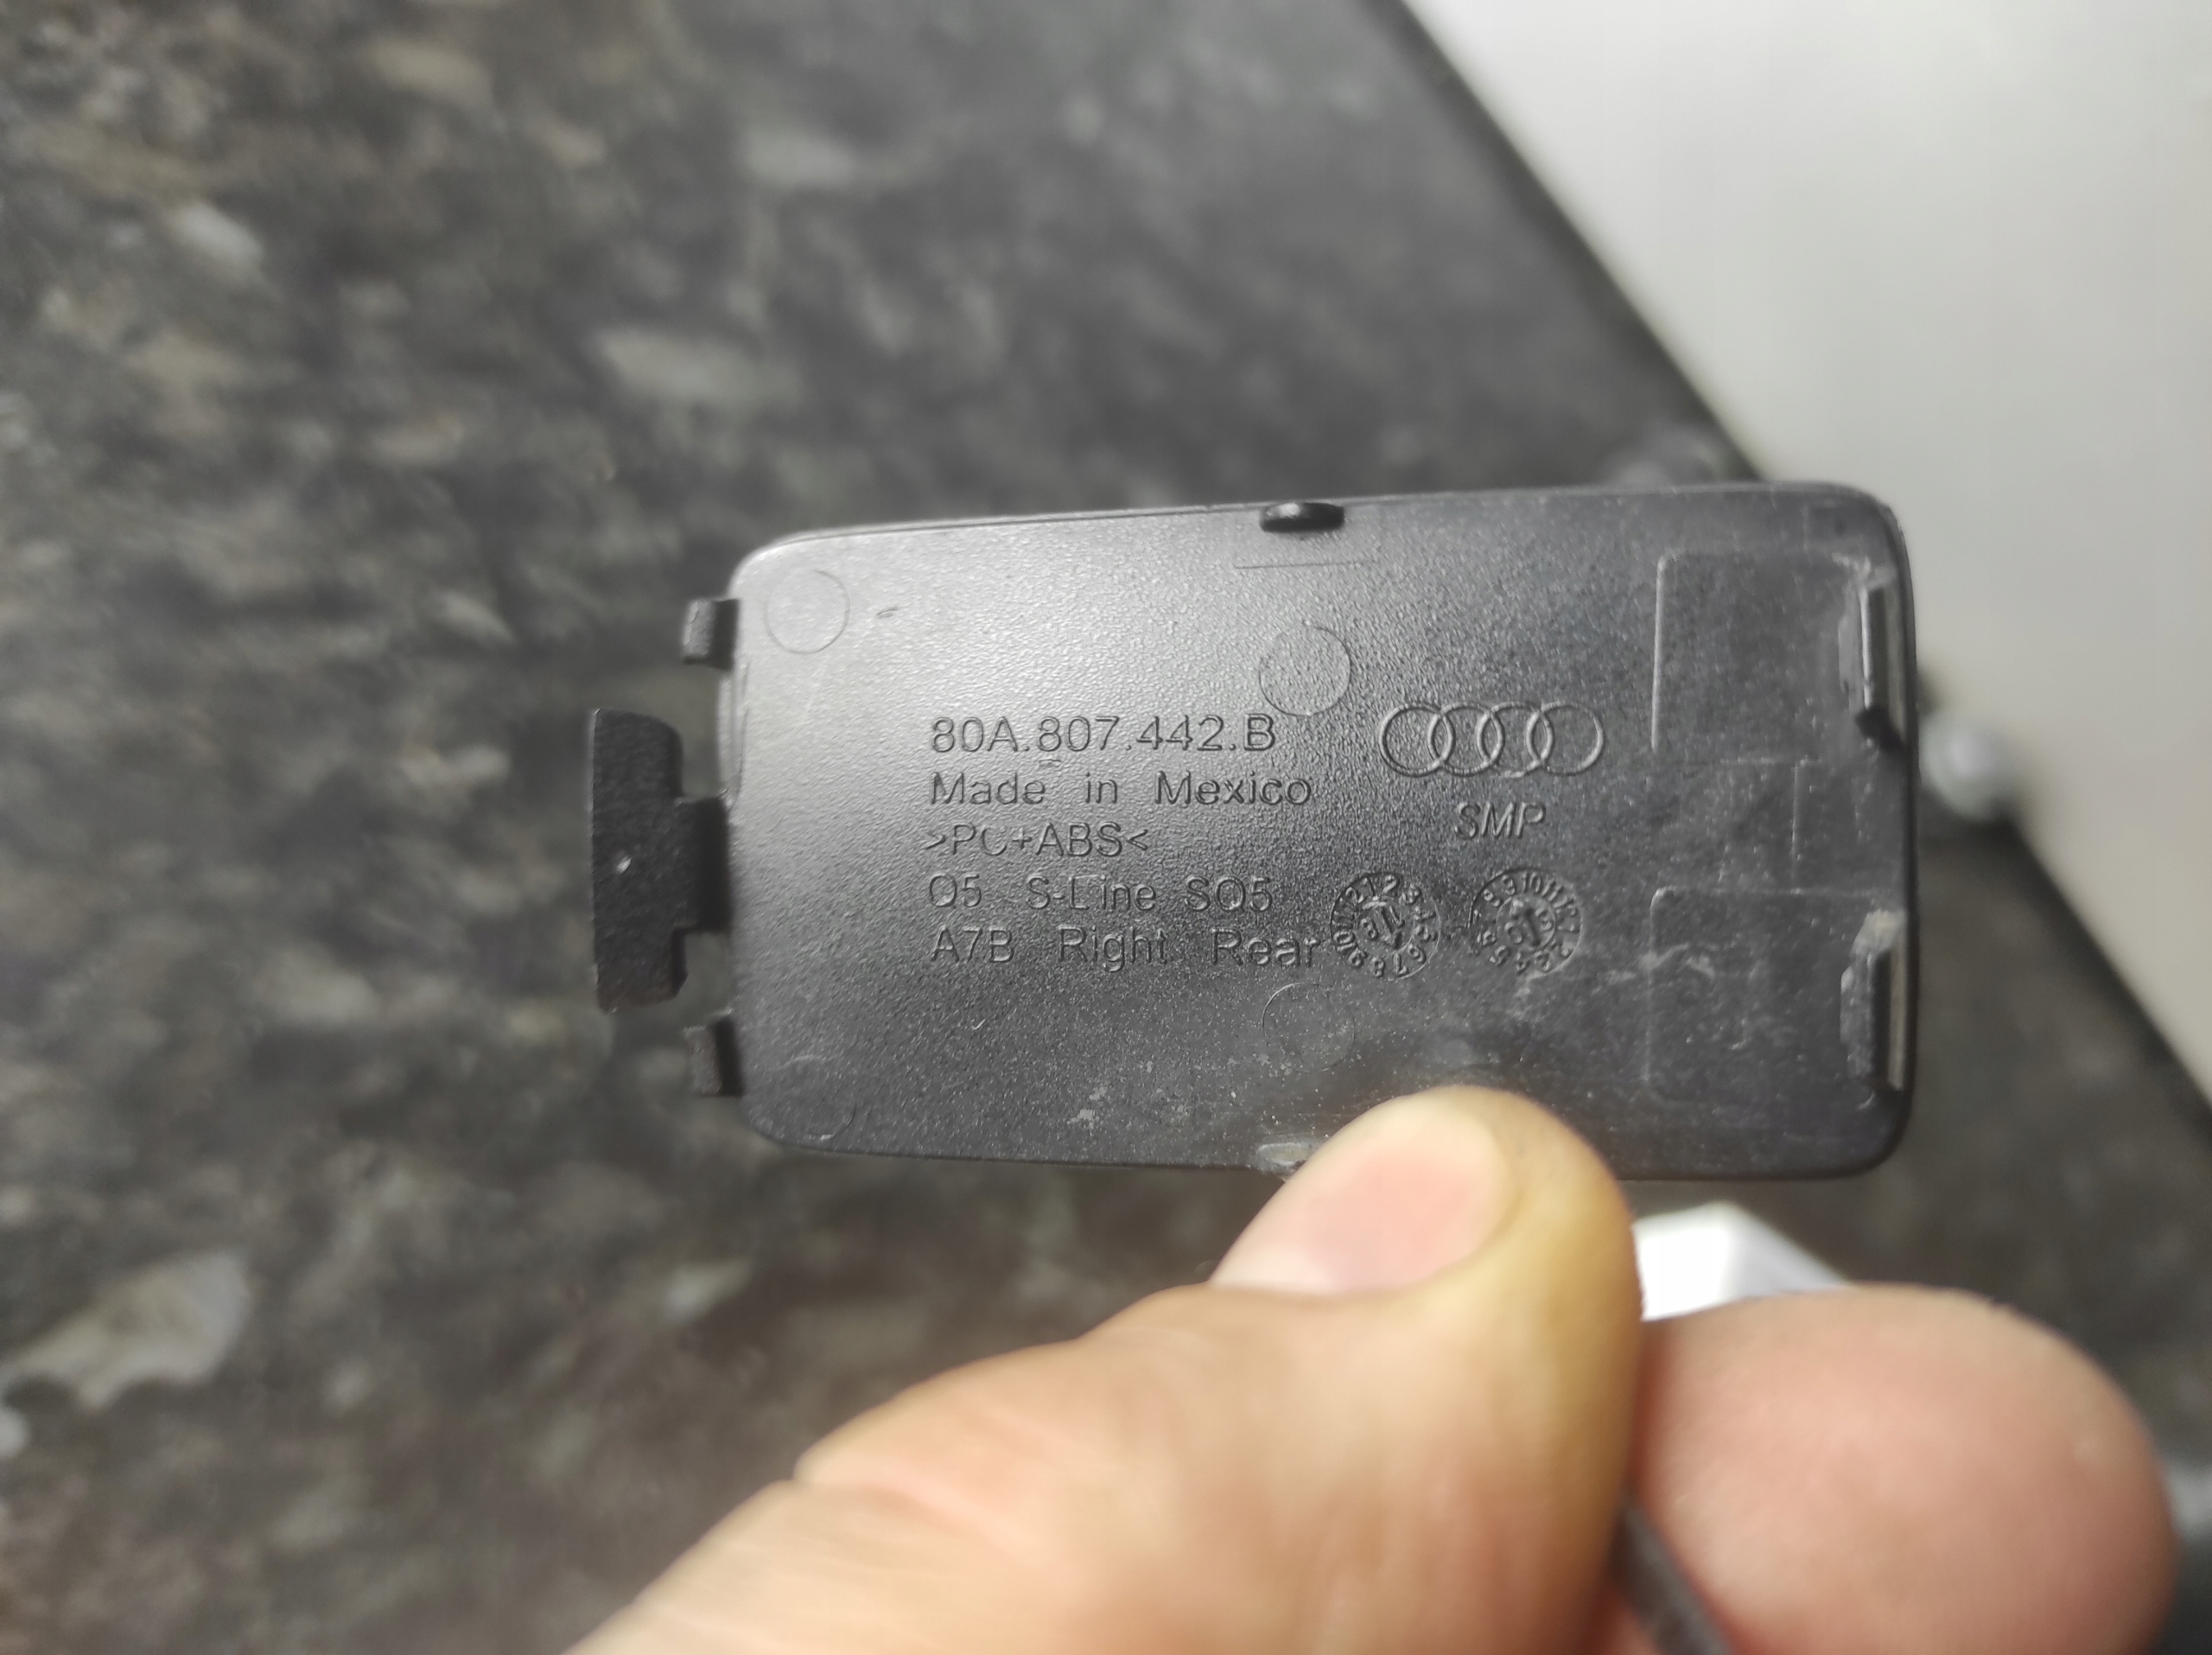 80A.807.442.B
Made in Mexico
>PC+ABS<
Q5 S-Line SQ5
A7B Right Rear
SMP